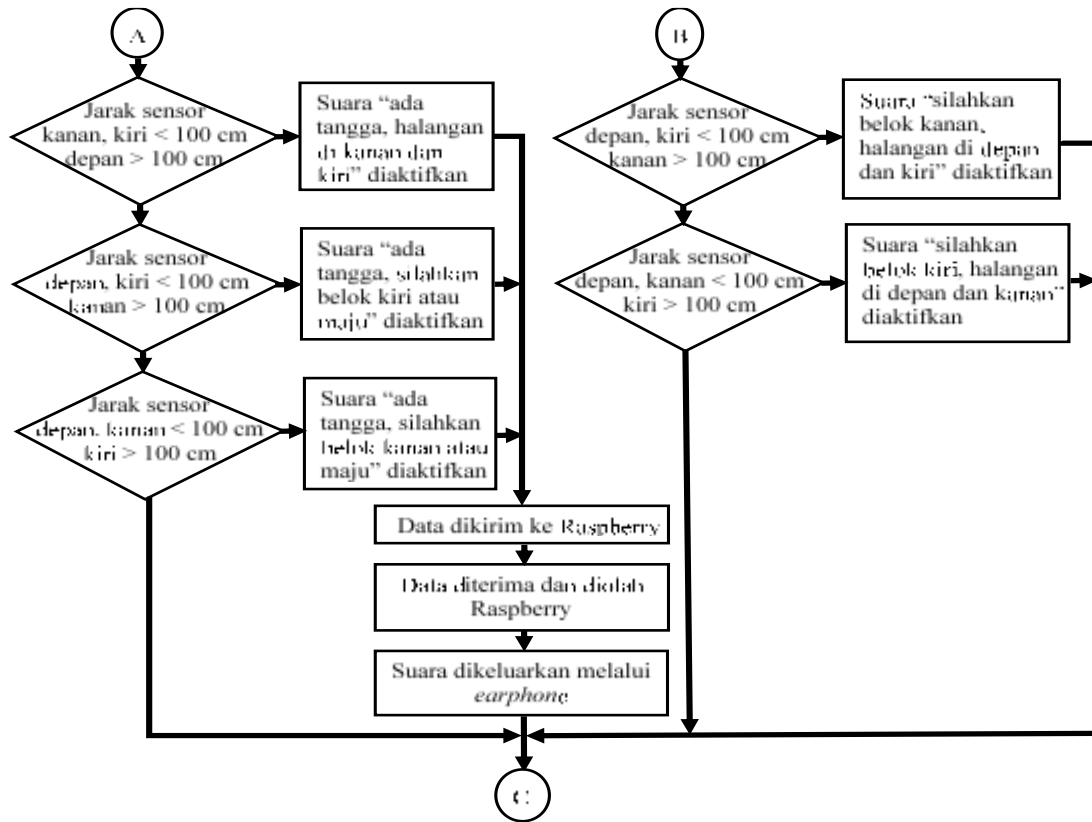 A
Jarak sensor
kanan, kiri < 100 cm
depan > 100 cm
Suara “ada
tangga, halangan
di kanan dan
kiri” diaktifkan
Jarak sensor
depan, kiri < 100 cm
kanan > 100 cm
Suara “ada
tangga, silahkan
belok kiri atau
maju” diaktifkan
Jarak sensor
depan, kanan < 100 cm
kiri > 100 cm
Suara “ada
tangga, silahkan
belok kanan atau
maju” diaktifkan
Data dikirim ke Raspberry
Data diterima dan diolah
Raspberry
Suara dikeluarkan melalui
earphone
B
Jarak sensor
depan, kiri < 100 cm
kanan > 100 cm
Suara “silahkan
belok kanan,
halangan di depan
dan kiri” diaktifkan
Jarak sensor
depan, kanan < 100 cm
kiri > 100 cm
Suara “silahkan
belok kiri, halangan
di depan dan kanan”
diaktifkan
C